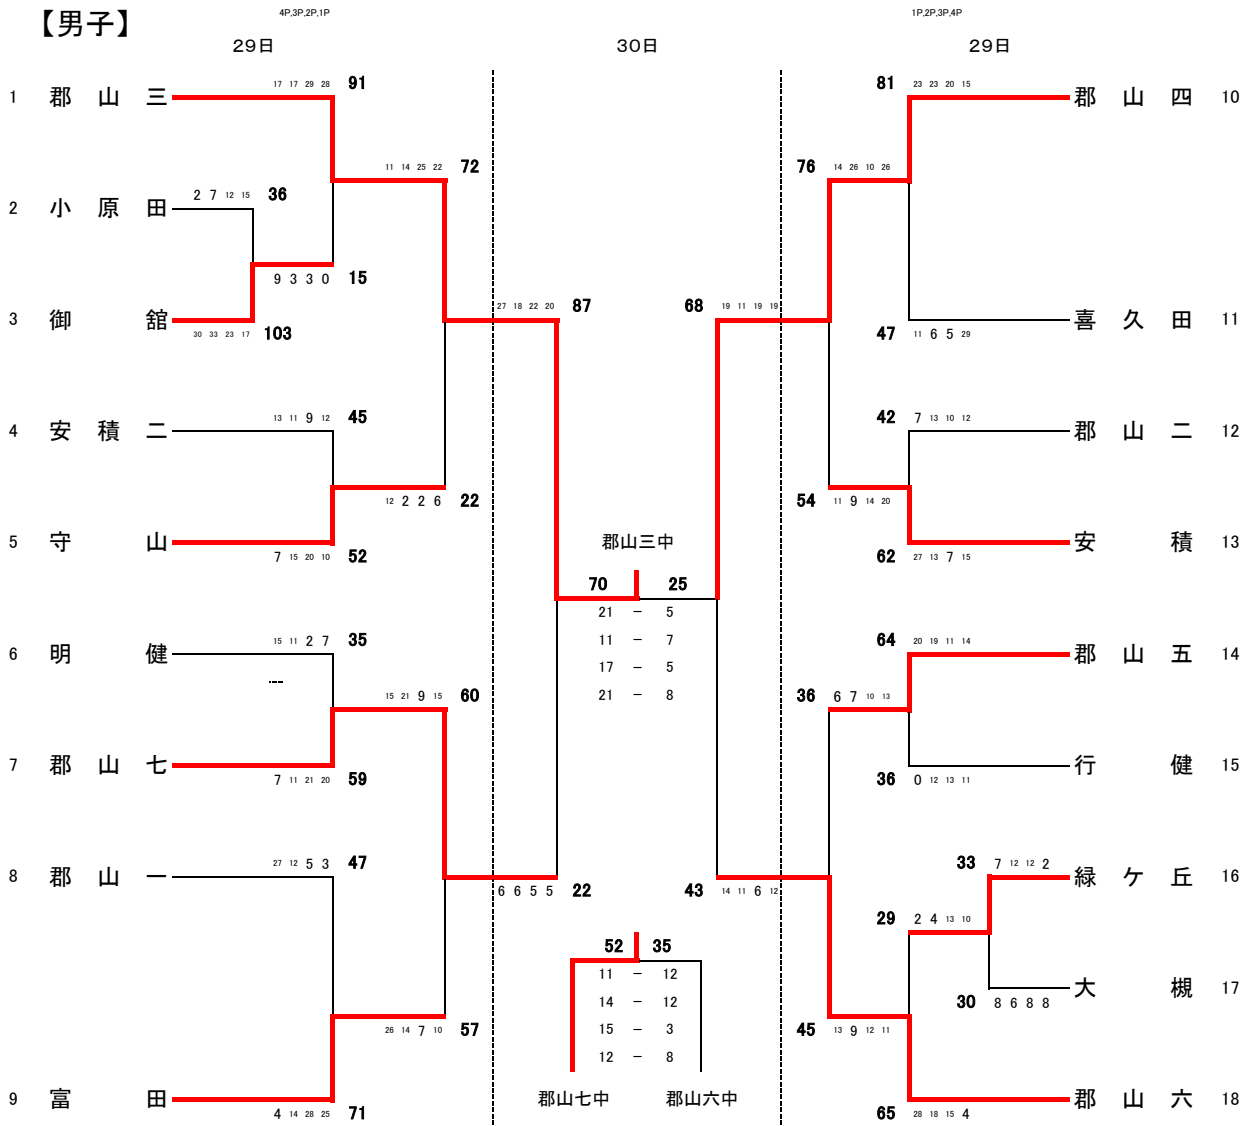 【男子】
4P,3P,2P,1P
1P,2P,3P,4P
29日
30日
29日
17 17 29 28 91
81 23 23 20 15
1 郡山三
郡山四 10
11 14 25 22 72
76 14 26 10 26
2 7 12 15 36
2 小原田
9 3 3 0 15
27 18 22 20 87
68 19 11 19 19
3 御舘
喜久田 11
30 33 23 17 103
47 11 6 5 29
13 11 9 12 45
42 7 13 10 12
4 安積二
郡山二 12
12 2 2 6 22
54 11 9 14 20
5 守山
郡山三中
安積 13
7 15 20 10 52
62 27 13 7 15
70 25
21 － 5
11 － 7
17 － 5
21 － 8
15 11 2 7 35
64 20 19 11 14
6 明健
郡山五 14
---
15 21 9 15 60
36 6 7 10 13
7 郡山七
行健 15
7 11 21 20 59
36 0 12 13 11
27 12 5 3 47
33 7 12 12 2
8 郡山一
緑ケ丘 16
6 6 5 5 22
43 14 11 6 12
29 2 4 13 10
52 35
11 － 12
14 － 12
15 － 3
12 － 8
大槻 17
30 8 6 8 8
26 14 7 10 57
45 13 9 12 11
9 富田
郡山七中 郡山六中
郡山六 18
4 14 28 25 71
65 28 18 15 4